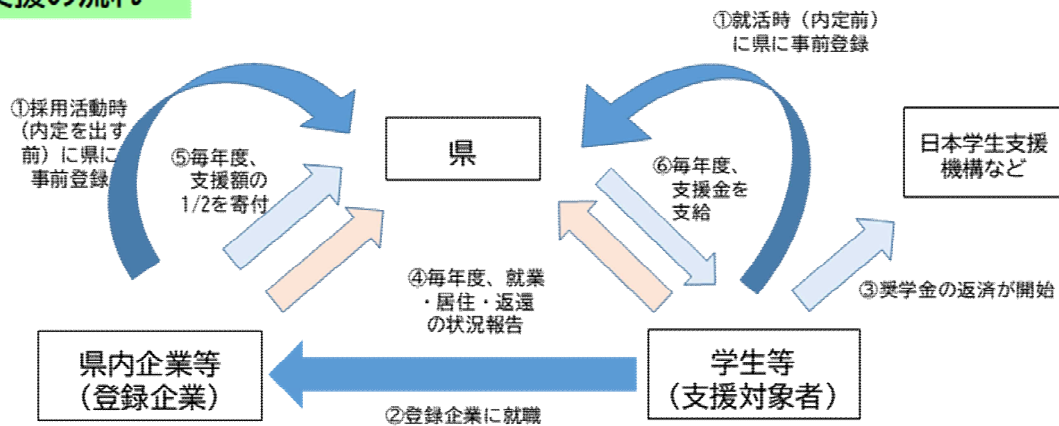 援の流れ
①就活時（内定前）
に県に事前登録
①採用活動時
（内定を出す
前）に県に
事前登録
県
日本学生支援
機構など
⑤毎年度、
支援額の
1/2を寄付
⑥毎年度、
支援金を
支給
④毎年度、就業
・居住・返還
の状況報告
③奨学金の返済が開始
県内企業等
（登録企業）
学生等
（支援対象者）
②登録企業に就職